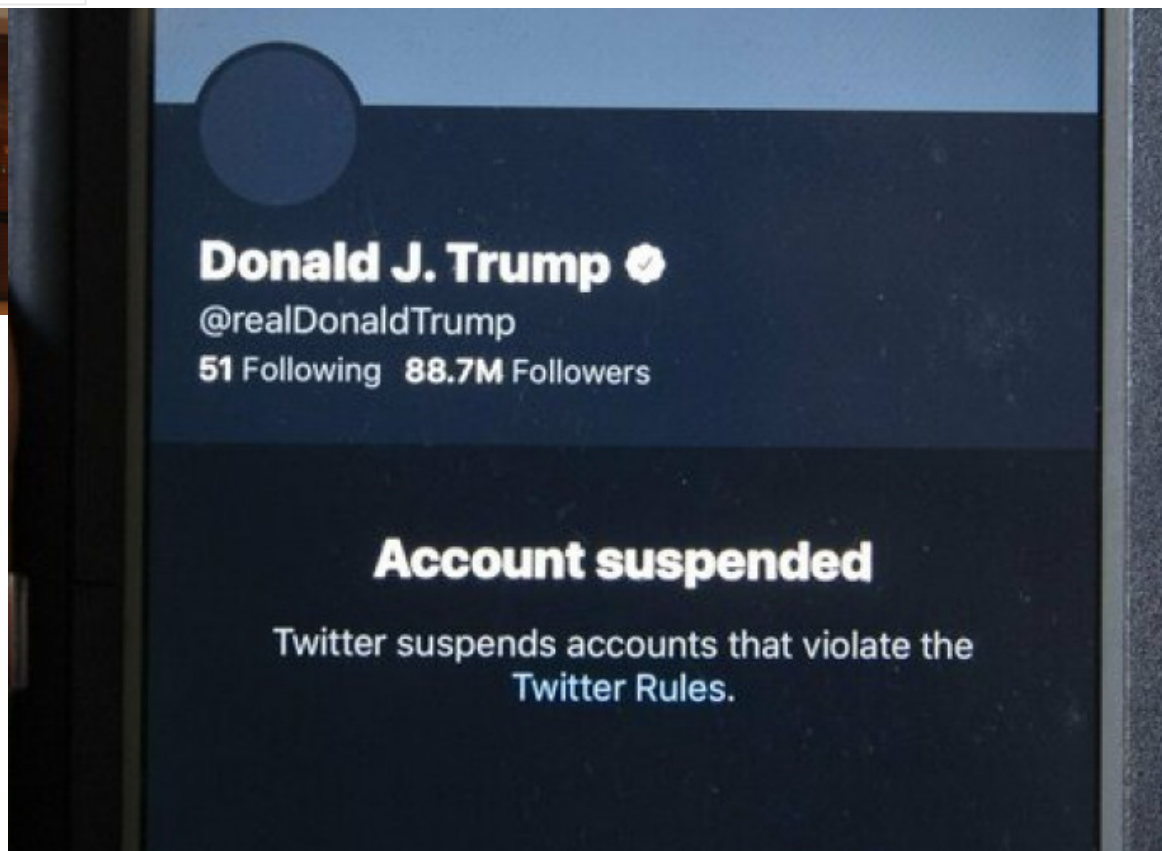 Donald J. Trump
@realDonaldTrump
51 Following 88.7M Followers
Account suspended
Twitter suspends accounts that violate the
Twitter Rules.